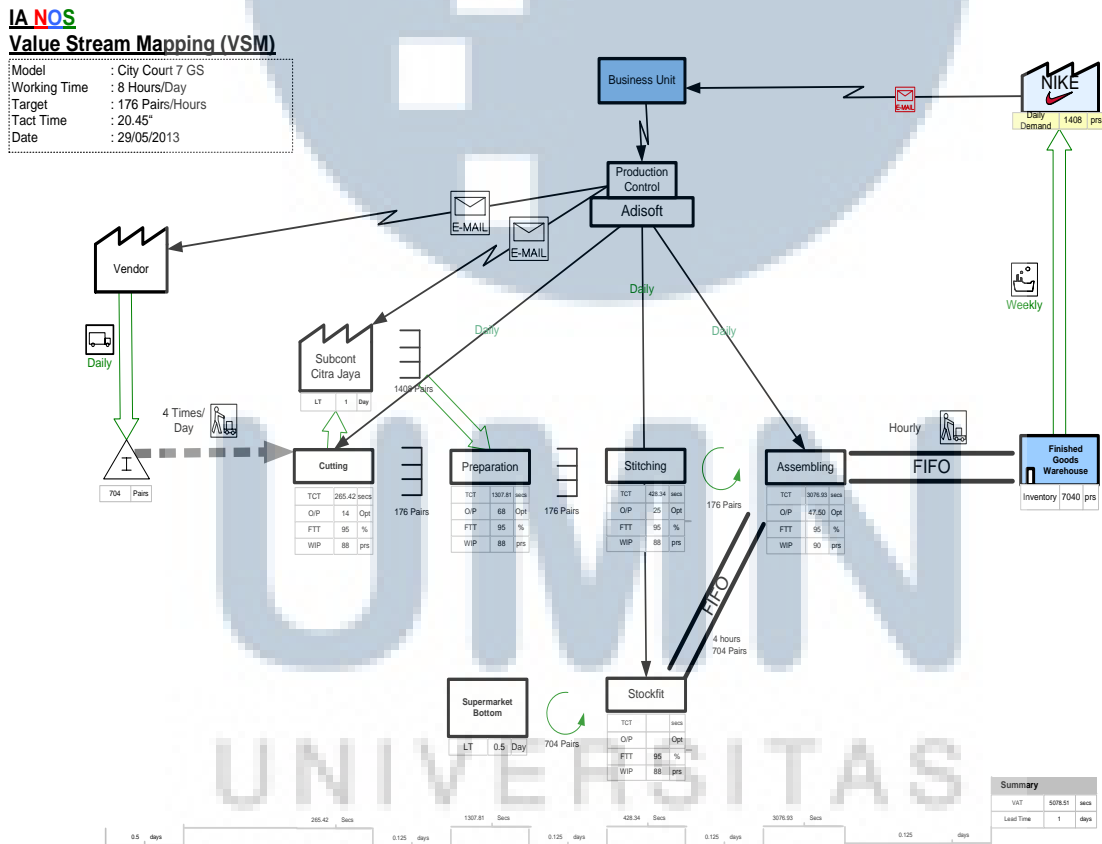 IA NOS
Value Stream Mapping (VSM)
Model : City Court 7 GS
Working Time : 8 Hours/Day
Target : 176 Pairs/Hours
Tact Time : 20.45"
Date : 29/05/2013
Business Unit
E-MAIL
NIKE
Daily Demand 1408 prs
Production
Control
Adisoft
E-MAIL
E-MAIL
Vendor
Daily
Daily
Daily
Daily
Weekly
Subcont
Citra Jaya
LT 1 Day
1408 Pairs
4 Times/
Day
I
704 Pairs
Cutting
TCT 265.42 secs
O/P 14 Opt
FTT 95 %
WIP 88 prs
176 Pairs
Preparation
TCT 1307.81 secs
O/P 68 Opt
FTT 95 %
WIP 88 prs
176 Pairs
Stitching
TCT 428.34 secs
O/P 25 Opt
FTT 95 %
WIP 88 prs
176 Pairs
Assembling
TCT 3076.93 secs
O/P 47.50 Opt
FTT 95 %
WIP 90 prs
Hourly
FIFO
Finished
Goods
Warehouse
Inventory 7040 prs
FIFO
4 hours
704 Pairs
Supermarket
Bottom
LT 0.5 Day
704 Pairs
Stockfit
TCT secs
O/P Opt
FTT 95 %
WIP 88 prs
UMN
UNIVERSITAS
Summary
VAT 5078.51 secs
Lead Time 1 days
265.42 Secs
1307.81 Secs
428.34 Secs
3076.93 Secs
0.5 days
0.125 days
0.125 days
0.125 days
0.125 days